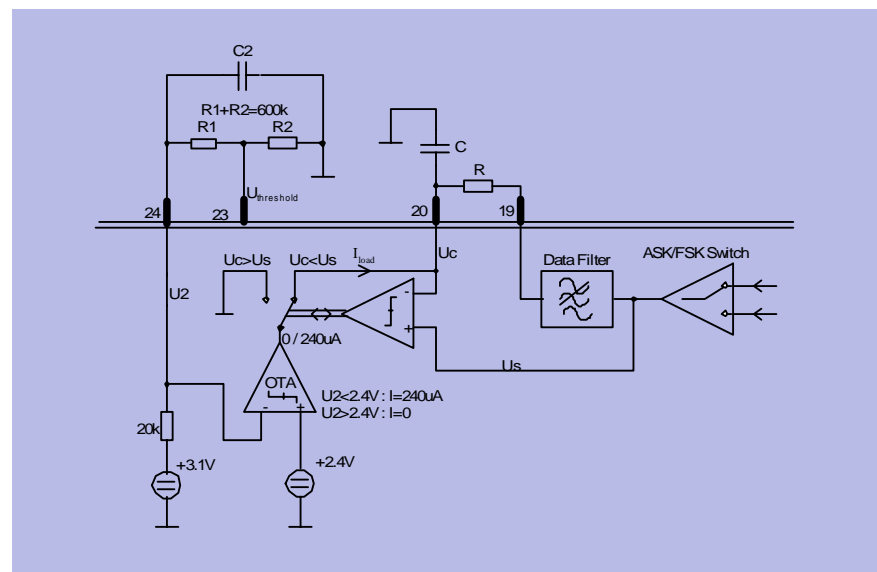 C2
R1+R2=600k
R1 R2
C
R
Uthreshold
24 23 20 19
Uc>Us Uc<Us Iload Uc Data Filter ASK/FSK Switch
U2
-
+
0 / 240uA
Us
OTA
- +
U2<2.4V : I=240uA
U2>2.4V : I=0
20k
+3.1V +2.4V